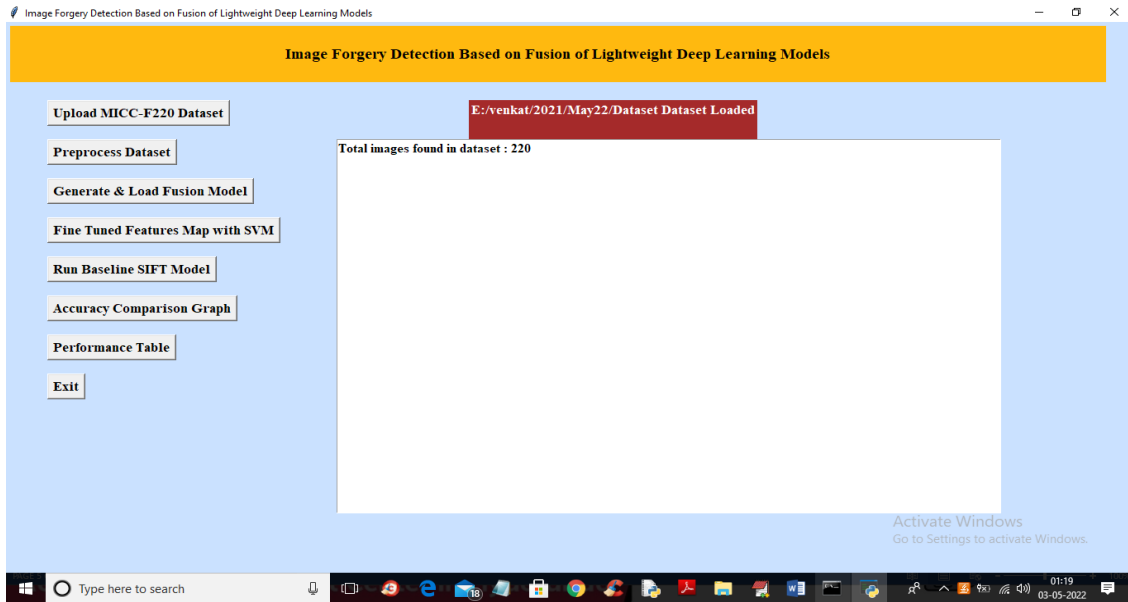 Image Forgery Detection Based on Fusion of Lightweight Deep Learning Models
Image Forgery Detection Based on Fusion of Lightweight Deep Learning Models
Upload MICC-F220 Dataset
E:/venkat/2021/May22/Dataset Dataset Loaded
Preprocess Dataset
Total images found in dataset : 220
Generate & Load Fusion Model
Fine Tuned Features Map with SVM
Run Baseline SIFT Model
Accuracy Comparison Graph
Performance Table
Exit
Activate Windows
Go to Settings to activate Windows.
Type here to search
18
01:19
03-05-2022